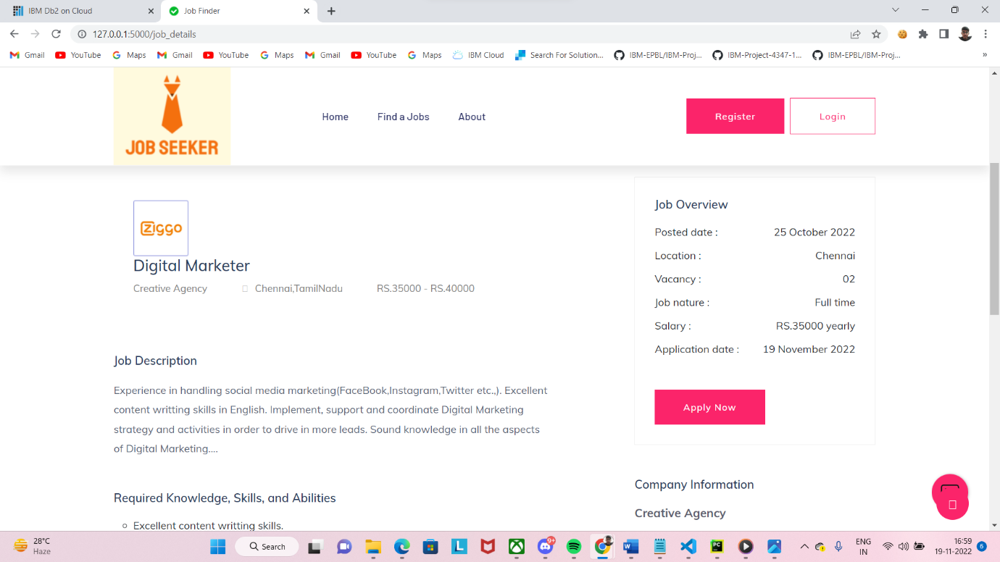 IBM Db2 on Cloud
Job Finder
127.0.0.1:5000/job_details
Gmail YouTube Maps Gmail YouTube Maps Gmail YouTube Maps IBM Cloud Search For Solution... IBM-EPBL/IBM-Proj... IBM-Project-4347-1... IBM-EPBL/IBM-Proj... »
JOB SEEKER
Home Find a Jobs About
Register Login
ziggo
Digital Marketer
Creative Agency Chennai,TamilNadu RS.35000 - RS.40000
Job Description
Experience in handling social media marketing(FaceBook,Instagram,Twitter etc.,). Excellent
content writting skills in English. Implement, support and coordinate Digital Marketing
strategy and activities in order to drive in more leads. Sound knowledge in all the aspects
of Digital Marketing....
Required Knowledge, Skills, and Abilities
Excellent content writting skills.
Job Overview
Posted date : 25 October 2022
Location : Chennai
Vacancy : 02
Job nature : Full time
Salary : RS.35000 yearly
Application date : 19 November 2022
Apply Now
Company Information
Creative Agency
28°C
Haze
Search
L
W
PC
9+
ENG
IN
16:59
19-11-2022
6